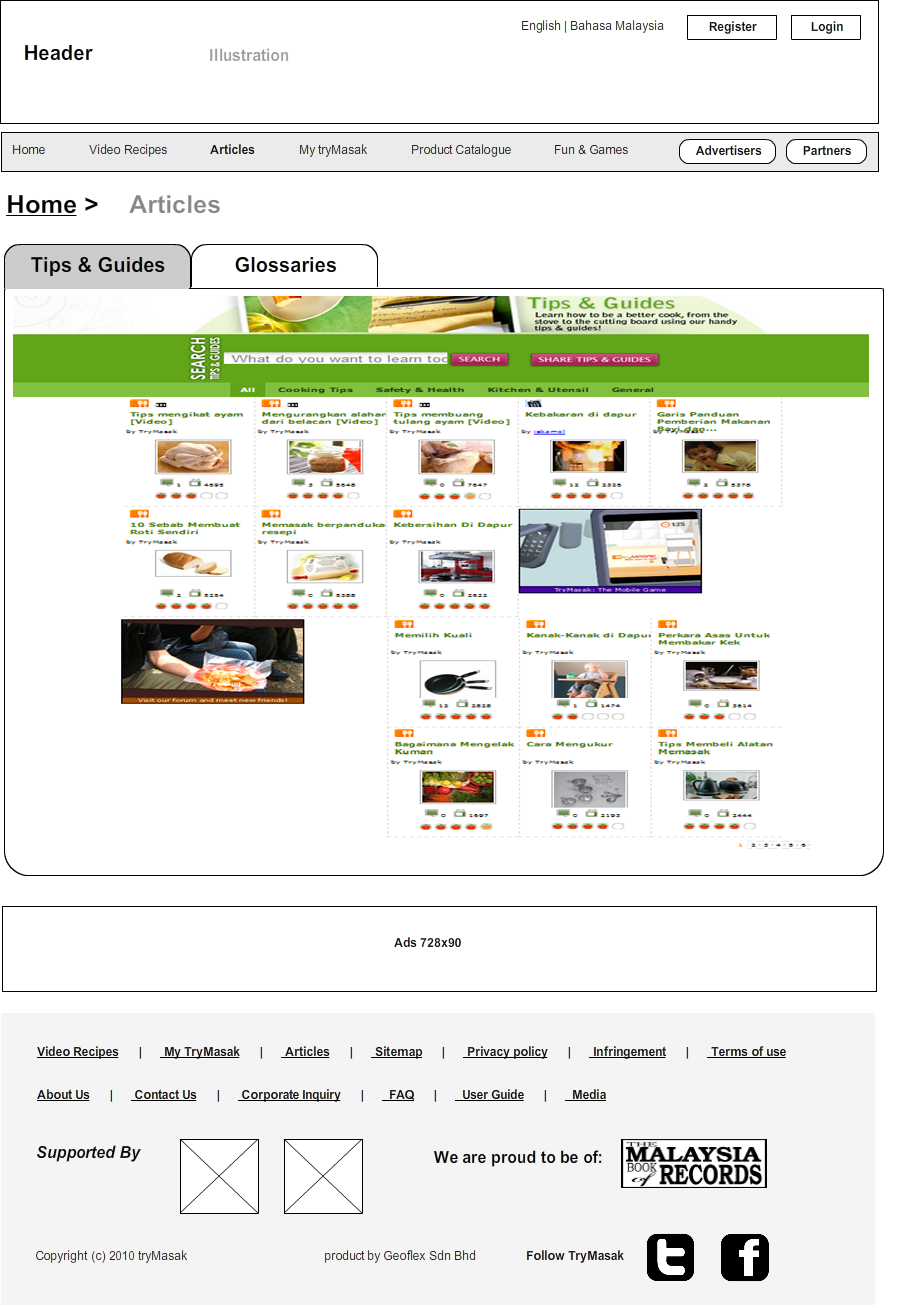 English | Bahasa Malaysia
Register
Login
Header
Illustration
Home
Video Recipes
Articles
My tryMasak
Product Catalogue
Fun & Games
Advertisers
Partners
Home >
Articles
Tips & Guides
Glossaries
Tips & Guides
Learn how to be a better cook, from the
stove to the cutting board using our handy
tips & guides!
SEARCH
TIPS & GUIDES
What do you want to learn too
SEARCH
SHARE TIPS & GUIDES
All
Cooking Tips
Safety & Health
Kitchen & Utensil
General
Tips mengikat ayam
[Video]
by TryMasak
1 4695
Mengurangkan alahan
dari belacan [Video]
by TryMasak
3 5648
Tips membuang
tulang ayam [Video]
by TryMasak
0 7647
Kebakaran di dapur
by
12 2326
Garis Panduan
Pemberian Makanan
Bayi dan...
by TryMasak
2 5378
10 Sebab Membuat
Roti Sendiri
by TryMasak
2 5254
Memasak berpanduka
resepi
by TryMasak
0 5388
Kebersihan Di Dapur
by TryMasak
0 2622
TryMasak: The Mobile Game
Visit our forum and meet new friends!
Memilih Kuali
by TryMasak
12 2828
Kanak-Kanak di Dapur
by TryMasak
1 1474
Perkara Asas Untuk
Membakar Kek
by TryMasak
0 3614
Bagaimana Mengelak
Kuman
by TryMasak
0 1697
Cara Mengukur
by TryMasak
0 2193
Tips Membeli Alatan
Memasak
by TryMasak
0 2444
1 2 3 4 5 6
Ads 728x90
Video Recipes | My TryMasak | Articles | Sitemap | Privacy policy | Infringement | Terms of use
About Us | Contact Us | Corporate Inquiry | FAQ | User Guide | Media
Supported By
We are proud to be of:
THE
MALAYSIA
BOOK
of RECORDS
Copyright (c) 2010 tryMasak
product by Geoflex Sdn Bhd
Follow TryMasak